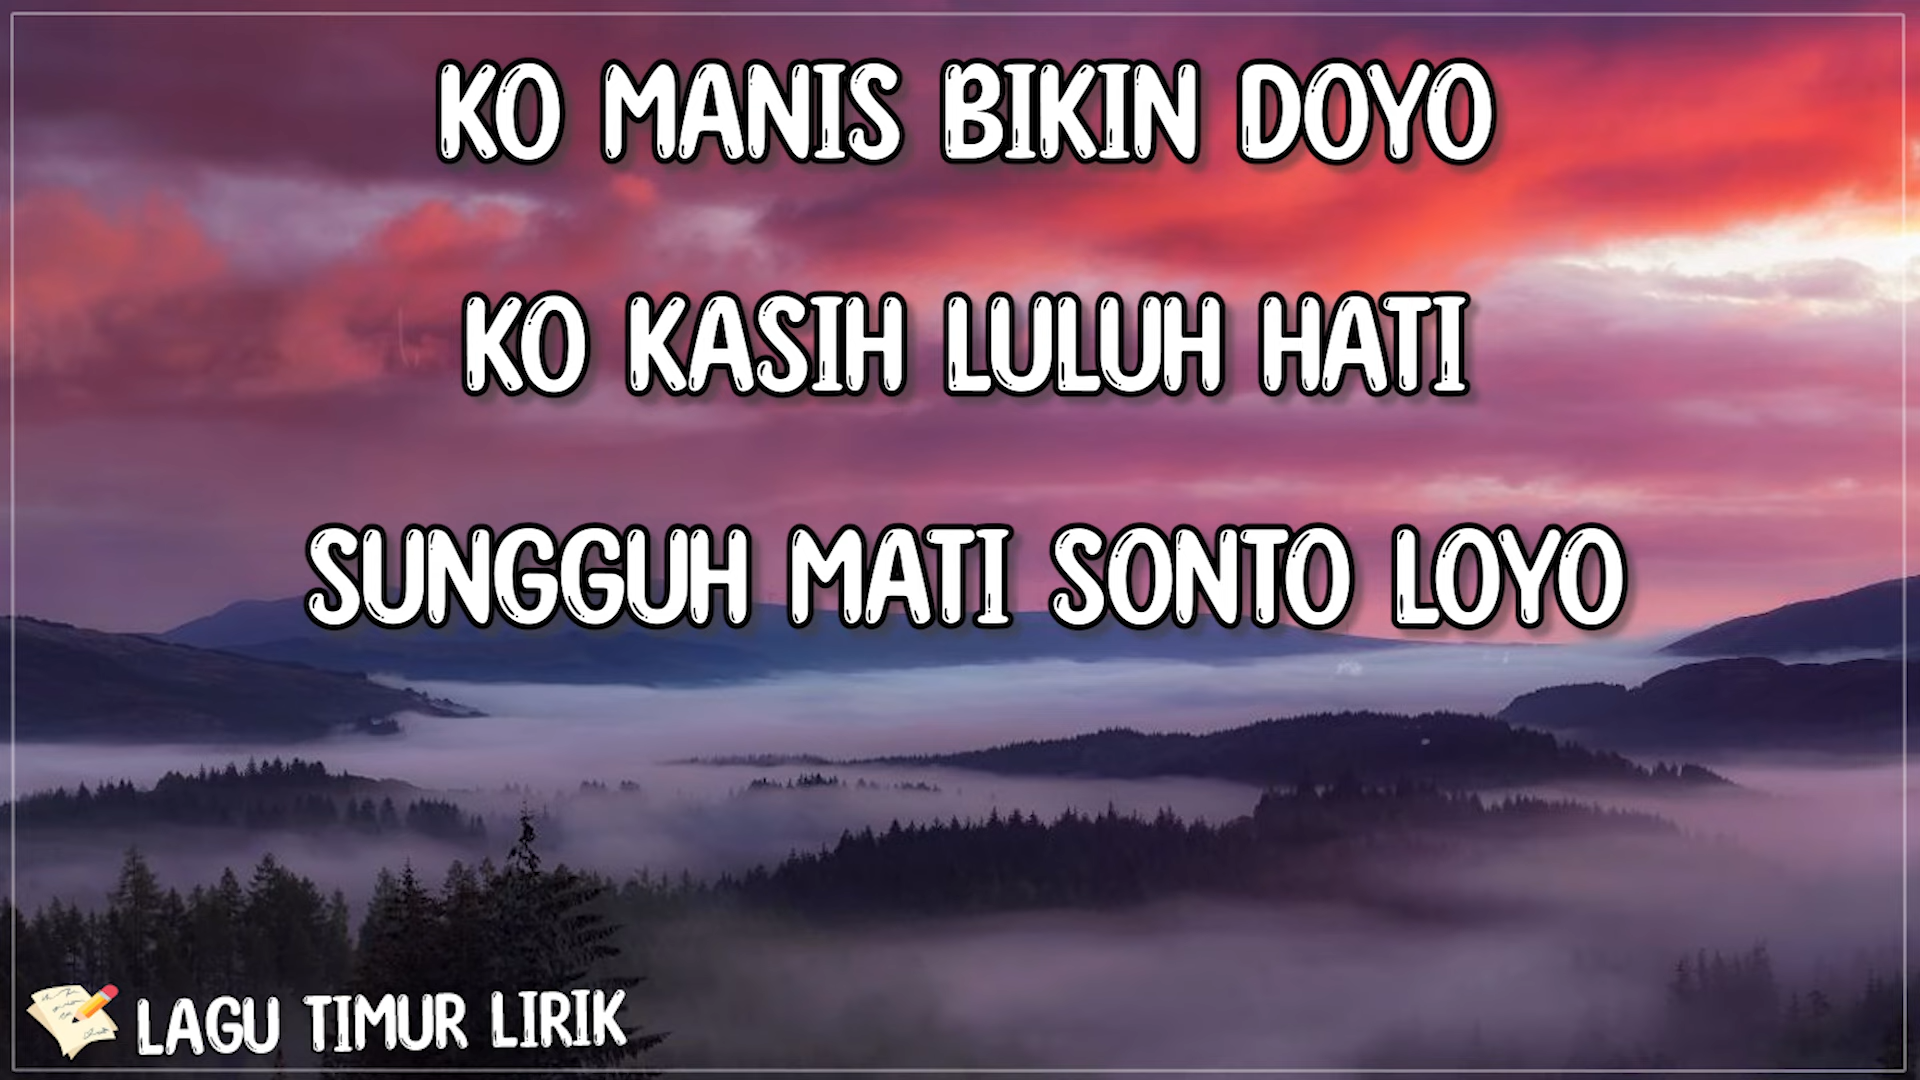 KO MANIS BIKIN DOYO
KO KASIH LULUH HATI
SUNGGUH MATI SONTO LOYO
LAGU TIMUR LIRIK